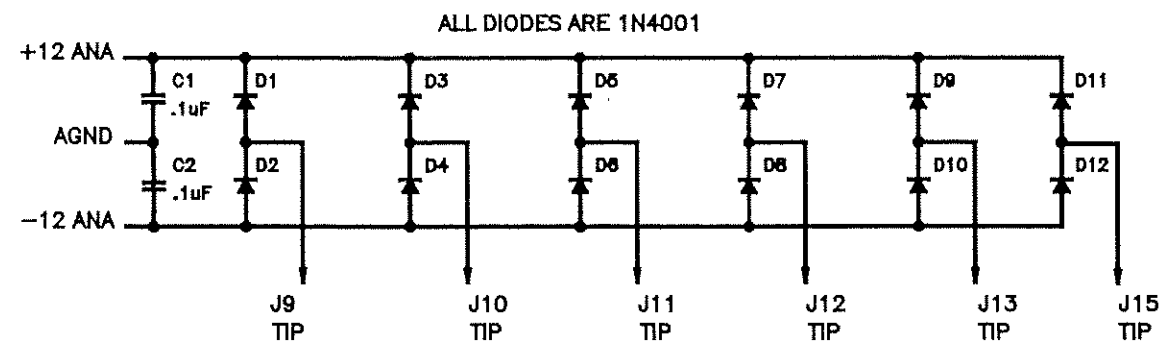 ALL DIODES ARE 1N4001
+12 ANA
C1
.1uF
D1
D3
D5
D7
D9
D11
AGND
C2
.1uF
D2
D4
D6
D8
D10
D12
-12 ANA
J9
TIP
J10
TIP
J11
TIP
J12
TIP
J13
TIP
J15
TIP